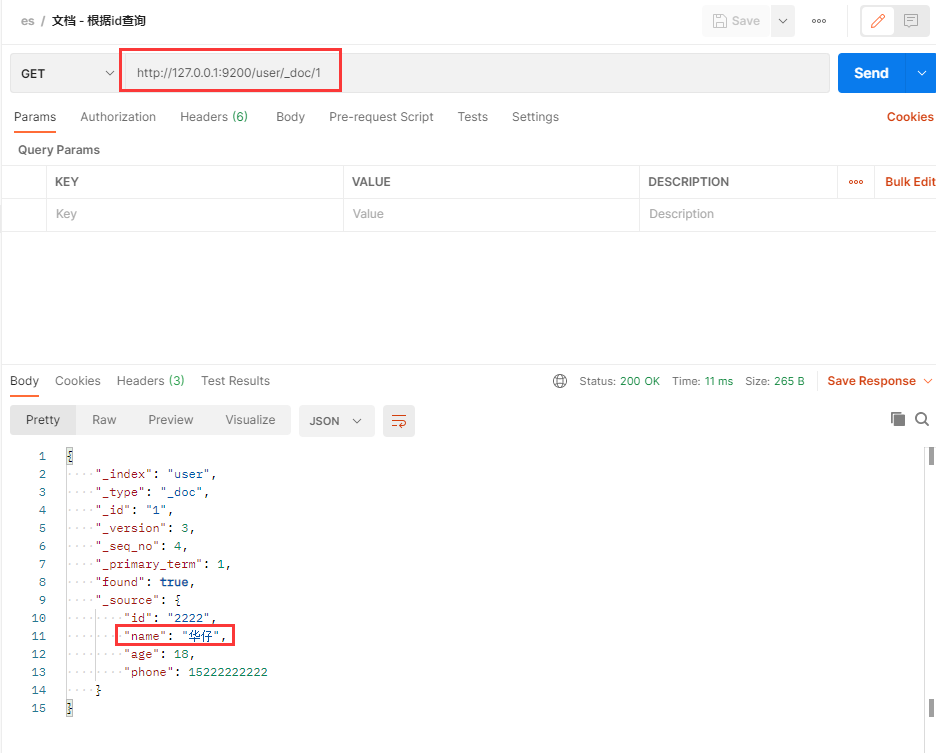 es / 文档 - 根据id查询 Save
GET http://127.0.0.1:9200/user/_doc/1 Send
Params Authorization Headers (6) Body Pre-request Script Tests Settings Cookies
Query Params
KEY VALUE DESCRIPTION Bulk Edit
Key Value Description
Body Cookies Headers (3) Test Results Status: 200 OK Time: 11 ms Size: 265 B Save Response
Pretty Raw Preview Visualize JSON
1 {
2 "_index": "user",
3 "_type": "_doc",
4 "_id": "1",
5 "_version": 3,
6 "_seq_no": 4,
7 "_primary_term": 1,
8 "found": true,
9 "_source": {
10 "id": "2222",
11 "name": "华仔",
12 "age": 18,
13 "phone": 15222222222
14 }
15 }